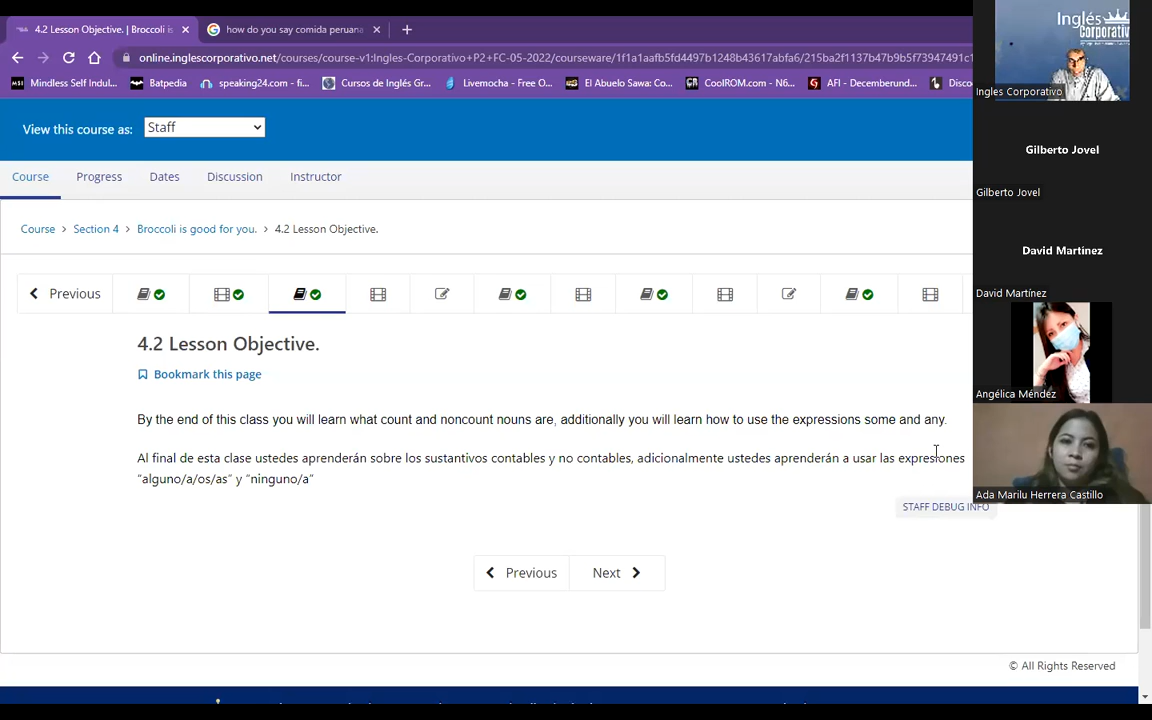 4.2 Lesson Objective. | Broccoli is
how do you say comida peruana
online.inglescorporativo.com/courses/course-v1:Ingles-Corporativo+P2+FC-05-2022/courseware/1f1a1aafb5fd4497b1248b43617abfa6/215ba2f1137b47b9b5f73947491c1
Mindless Self Indul...
Batpedia
speaking24.com - fi...
Cursos de Inglés Gr...
Livemocha - Free O...
El Abuelo Sawa: Co...
CoolROM.com - N6...
AFI - Decemberund...
Disco
View this course as:
Staff
Course
Progress
Dates
Discussion
Instructor
Course > Section 4 > Broccoli is good for you. > 4.2 Lesson Objective.
Previous
4.2 Lesson Objective.
Bookmark this page
By the end of this class you will learn what count and noncount nouns are, additionally you will learn how to use the expressions some and any.
Al final de esta clase ustedes aprenderán sobre los sustantivos contables y no contables, adicionalmente ustedes aprenderán a usar las expresiones
"alguno/a/os/as" y "ninguno/a"
STAFF DEBUG INFO
Previous
Next
© All Rights Reserved
Inglés
Corporativ
Ingles Corporativo
Gilberto Jovel
Gilberto Jovel
David Martínez
David Martínez
Angélica Méndez
Ada Marilu Herrera Castillo